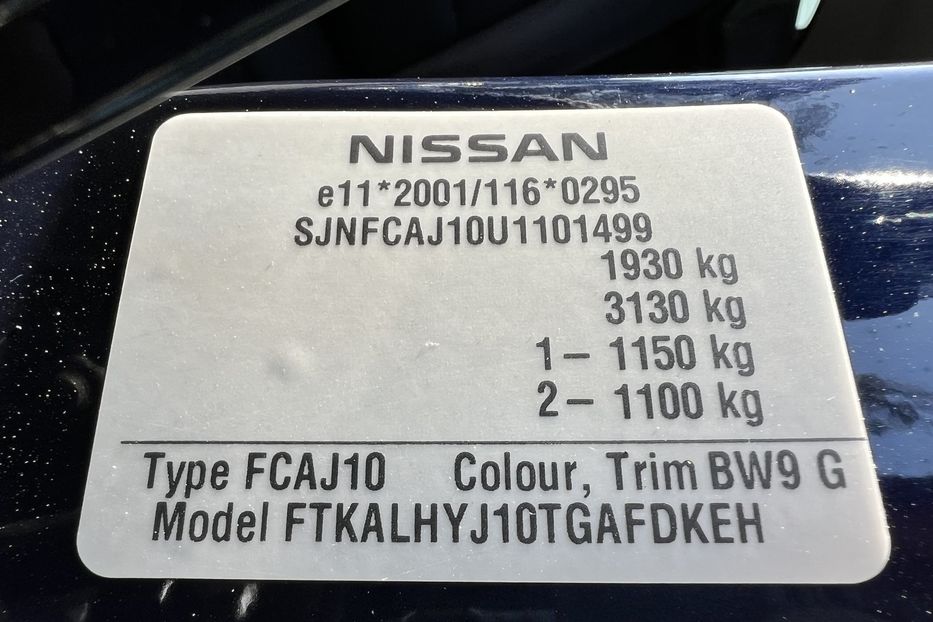 NISSAN
e11*2001/116*0295
SJNFCAJ10U1101499
1930 kg
3130 kg
1 – 1150 kg
2 – 1100 kg
Type FCAJ10 Colour, Trim BW9 G
Model FTKALHYJ10TGAFDKEH